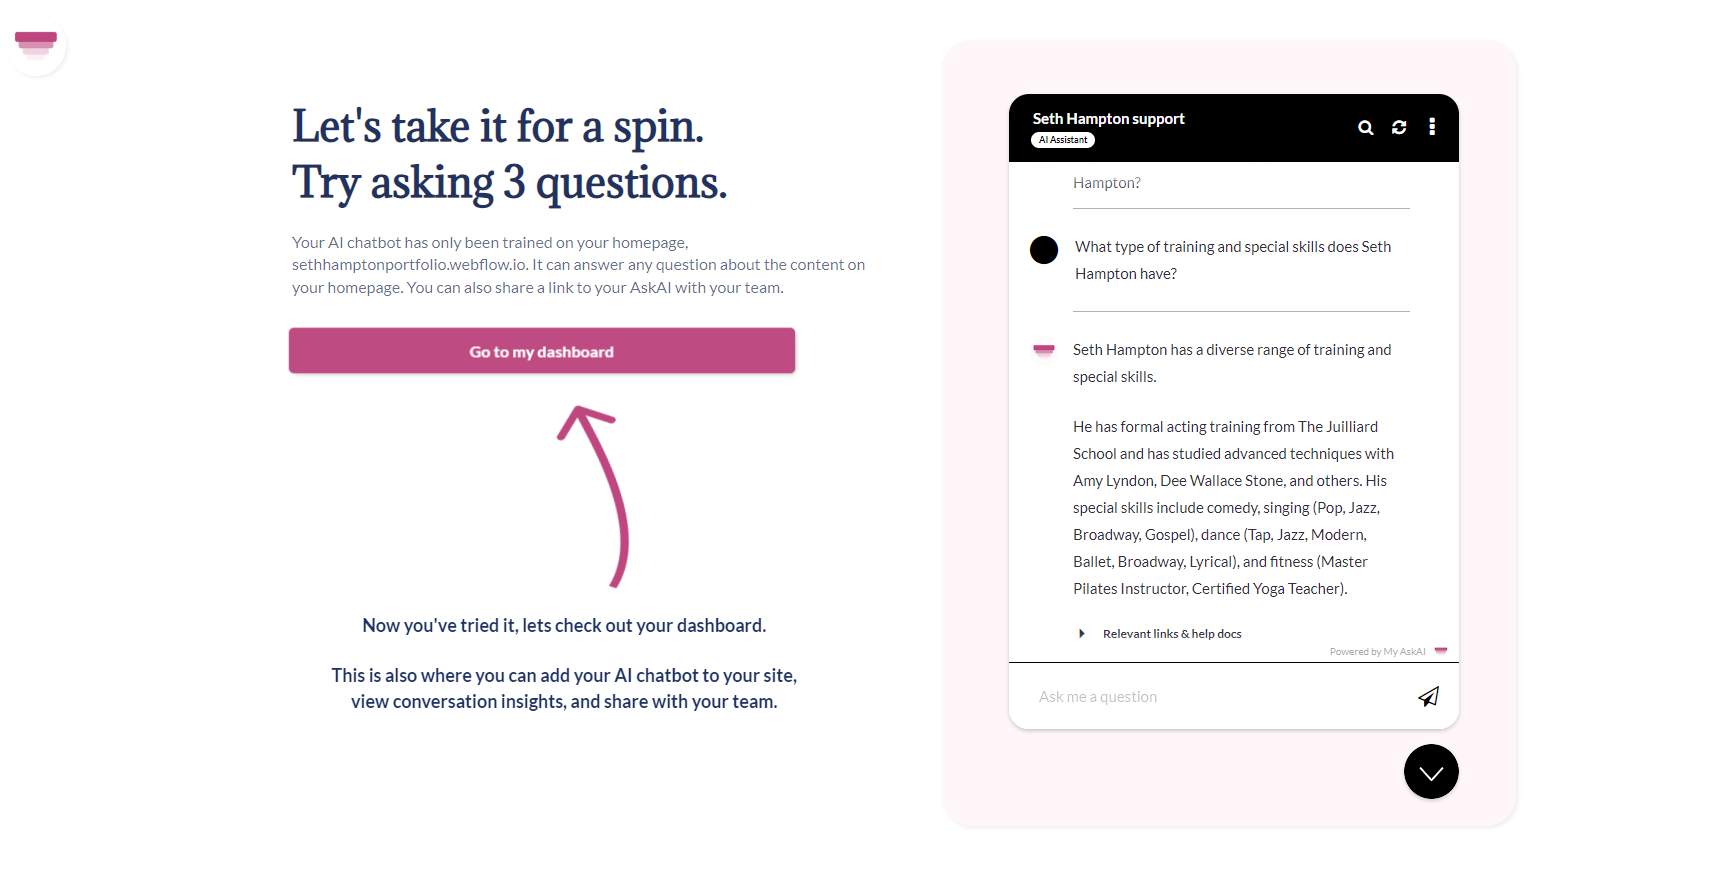 Let's take it for a spin.
Try asking 3 questions.
Your AI chatbot has only been trained on your homepage,
sethhamptonportfolio.webflow.io. It can answer any question about the content on
your homepage. You can also share a link to your AskAI with your team.
Go to my dashboard
Now you've tried it, lets check out your dashboard.
This is also where you can add your AI chatbot to your site,
view conversation insights, and share with your team.
Seth Hampton support
AI Assistant
Hampton?
What type of training and special skills does Seth
Hampton have?
Seth Hampton has a diverse range of training and
special skills.
He has formal acting training from The Juilliard
School and has studied advanced techniques with
Amy Lyndon, Dee Wallace Stone, and others. His
special skills include comedy, singing (Pop, Jazz,
Broadway, Gospel), dance (Tap, Jazz, Modern,
Ballet, Broadway, Lyrical), and fitness (Master
Pilates Instructor, Certified Yoga Teacher).
Relevant links & help docs
Powered by My AskAI
Ask me a question